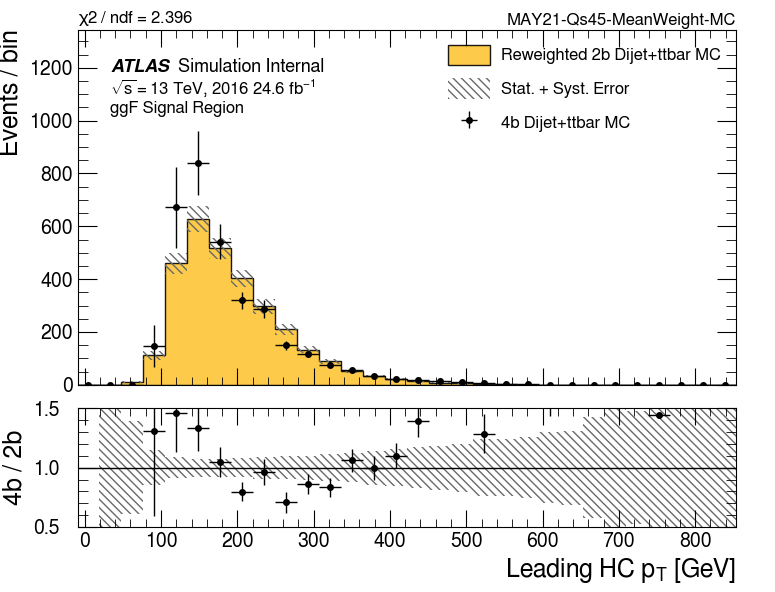 χ2 / ndf = 2.396
MAY21-Qs45-MeanWeight-MC
ATLAS Simulation Internal
√s = 13 TeV, 2016 24.6 fb−1
ggF Signal Region
Reweighted 2b Dijet+ttbar MC
Stat. + Syst. Error
4b Dijet+ttbar MC
Events / bin
1200
1000
800
600
400
200
0
4b / 2b
1.5
1.0
0.5
0 100 200 300 400 500 600 700 800
Leading HC pT [GeV]